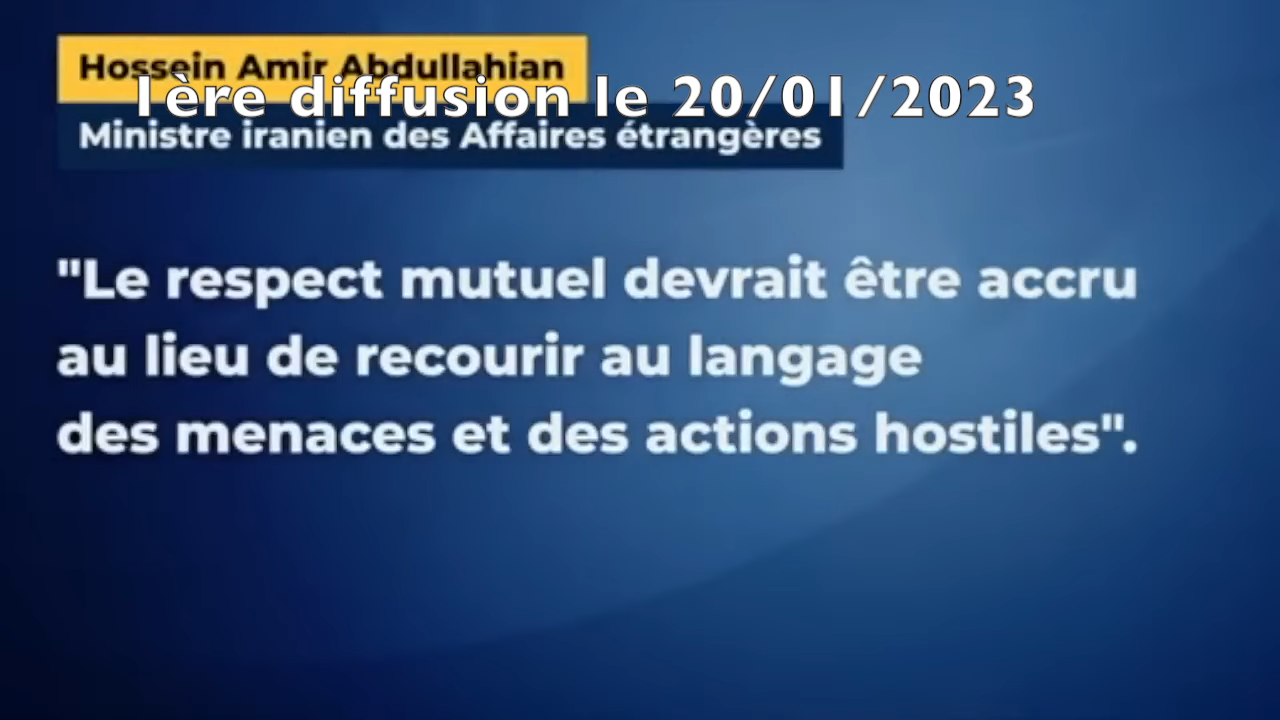 Hossein Amir Abdullahian
1ère diffusion le 20/01/2023
Ministre iranien des Affaires étrangères
"Le respect mutuel devrait être accru
au lieu de recourir au langage
des menaces et des actions hostiles".